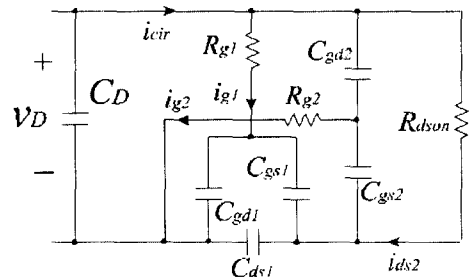 i_cir
R_g1
C_gd2
+
v_D
−
C_D
i_g2
i_g1
R_g2
R_dson
C_gs1
C_gd1
C_gs2
C_ds1
i_ds2